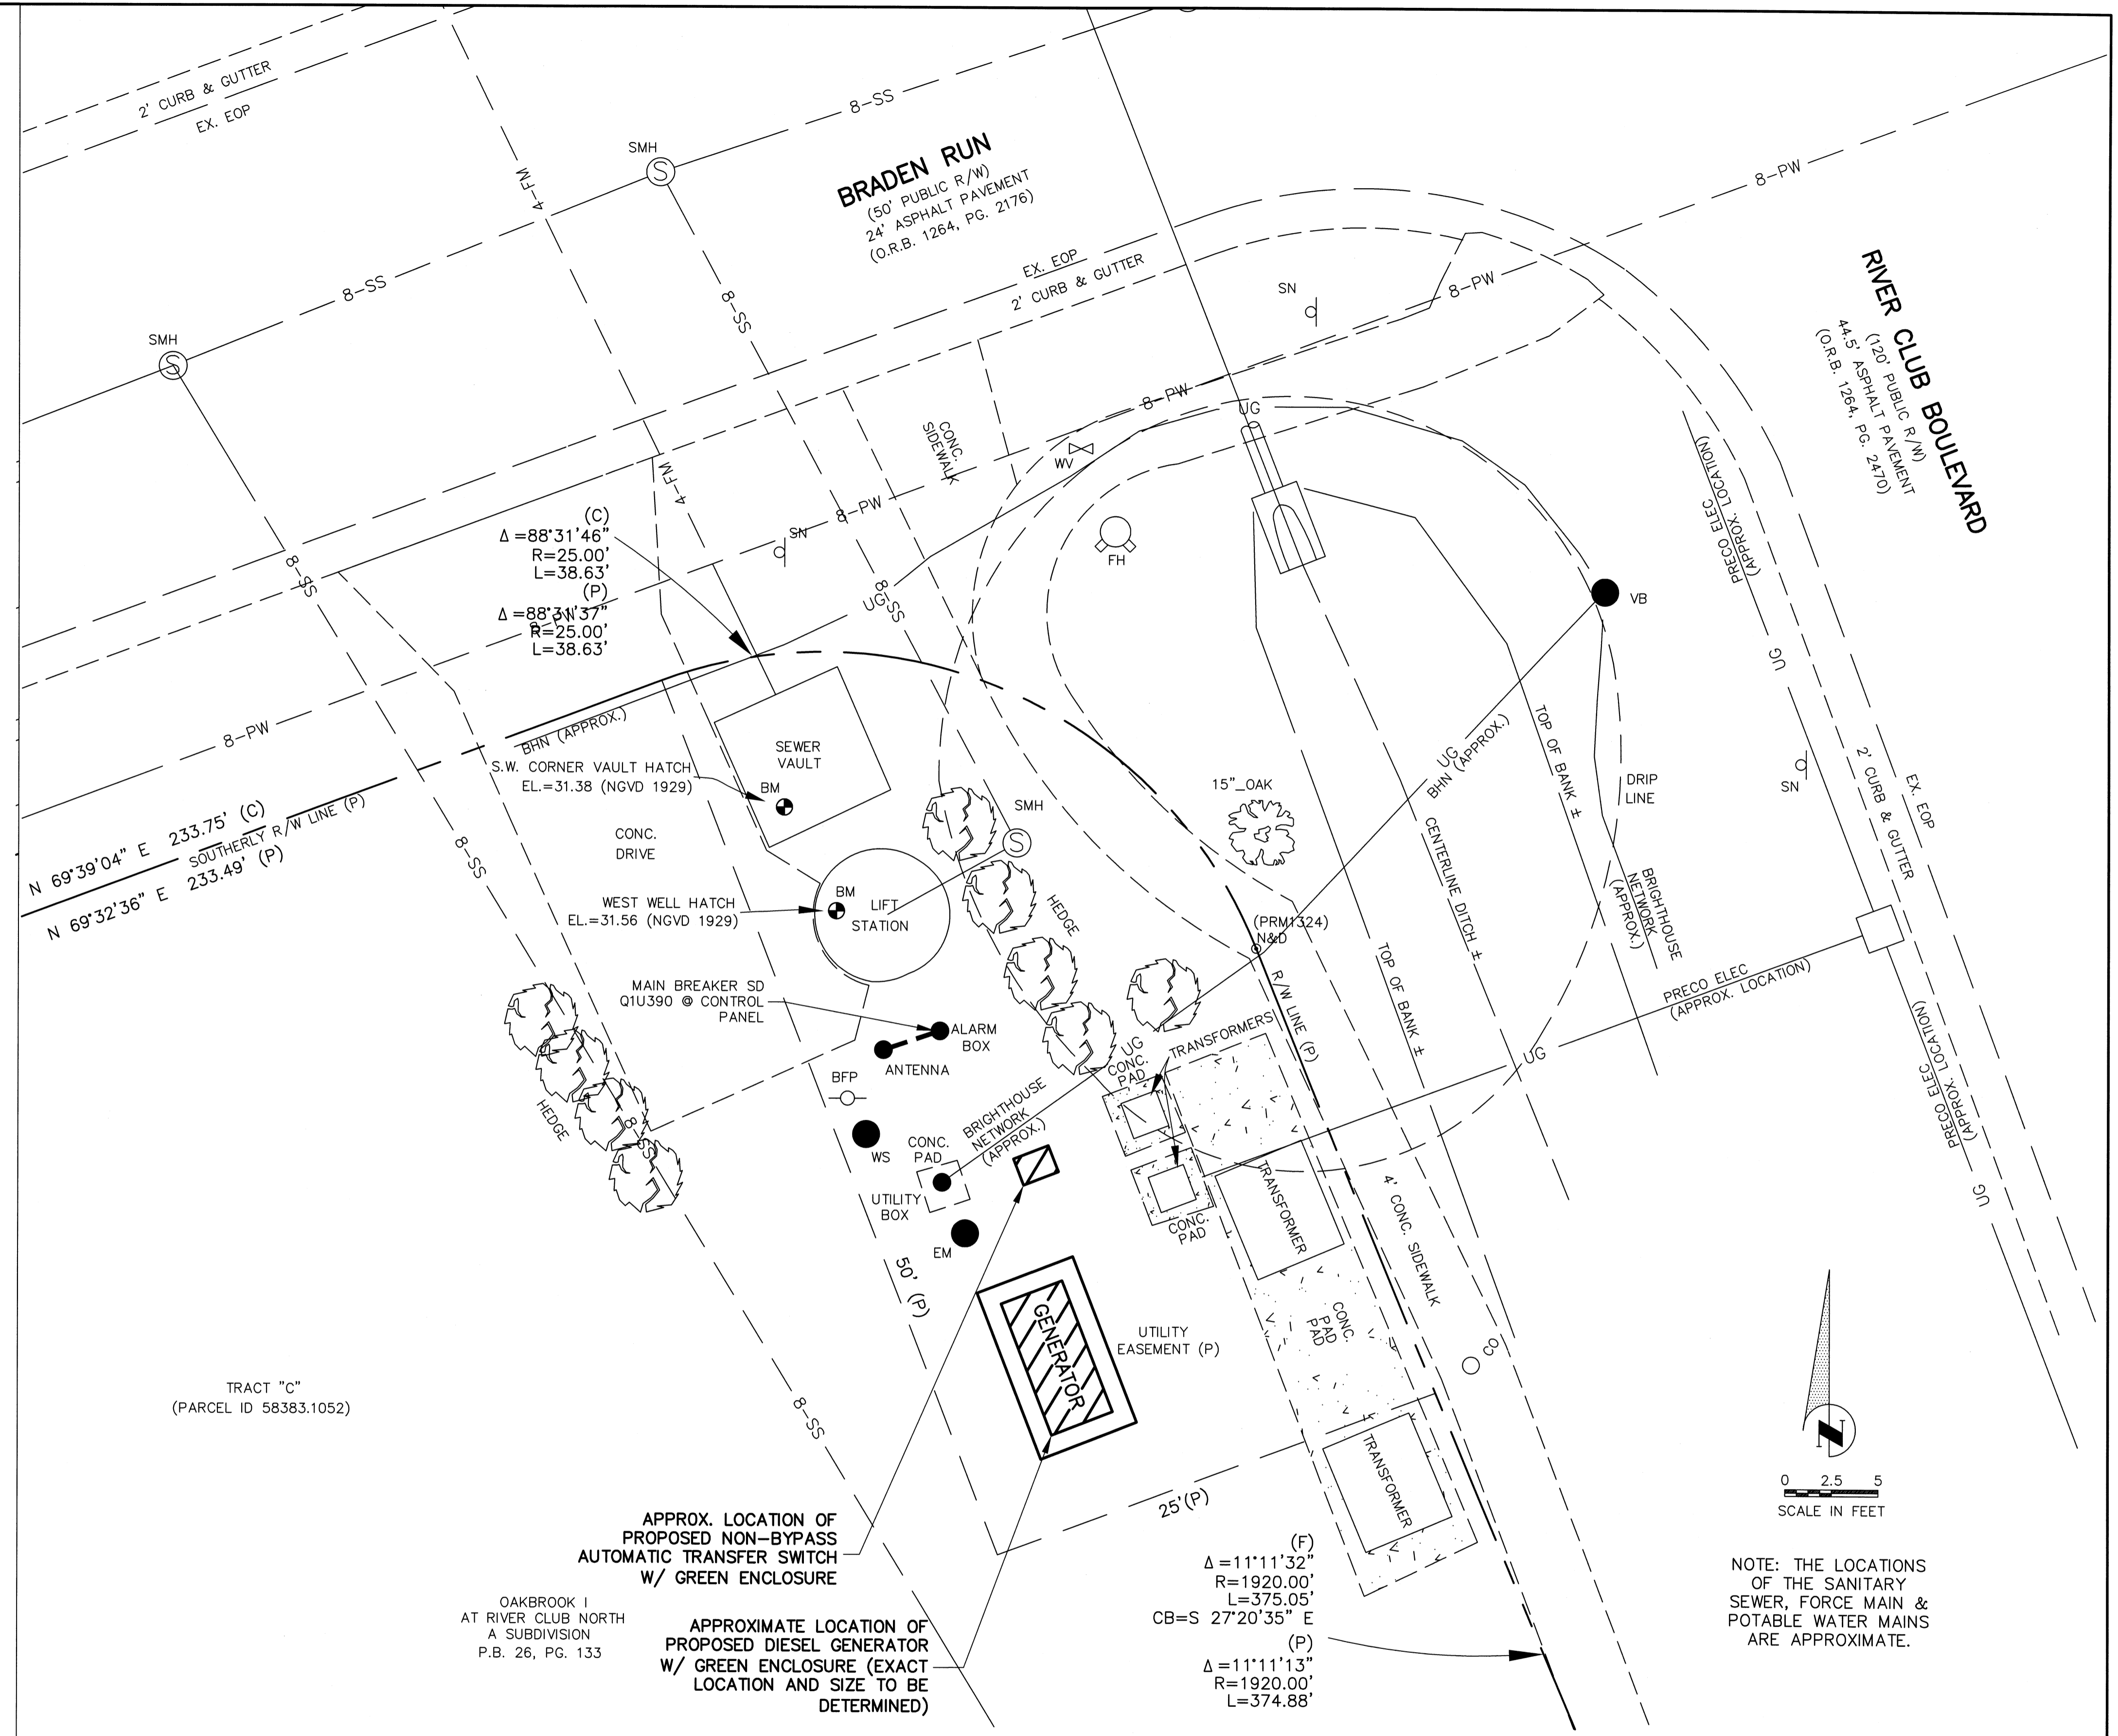 2' CURB & GUTTER
EX. EOP
4-FM
8-SS
SMH
8-SS
BRADEN RUN
(50' PUBLIC R/W)
24' ASPHALT PAVEMENT
(O.R.B. 1264, PG. 2176)
8-PW
SMH
8-SS
8-SS
EX. EOP
2' CURB & GUTTER
SN
8-PW
RIVER CLUB BOULEVARD
(120' PUBLIC R/W)
44.5' ASPHALT PAVEMENT
(O.R.B. 1264, PG. 2470)
S
S
4-FM
CONC.
SIDEWALK
WV
8-PW
UG
PRECO ELEC
(APPROX. LOCATION)
8-SS
(C)
Δ =88°31'46"
R=25.00'
L=38.63'
(P)
Δ =88°31'37"
R=25.00'
L=38.63'
8-PW
8-PW
SN
UG
8-SS
FH
VB
UG
8-PW
BHN (APPROX.)
SEWER
VAULT
S.W. CORNER VAULT HATCH
EL.=31.38 (NGVD 1929)
BM
15"_OAK
UG
BHN (APPROX.)
TOP OF BANK ±
DRIP
LINE
SN
2' CURB & GUTTER
EX. EOP
N 69°39'04" E 233.75' (C)
SOUTHERLY R/W LINE (P)
N 69°32'36" E 233.49' (P)
8-SS
CONC.
DRIVE
SMH
S
CENTERLINE DITCH ±
BRIGHTHOUSE
NETWORK
(APPROX.)
WEST WELL HATCH
EL.=31.56 (NGVD 1929)
BM
LIFT
STATION
HEDGE
(PRM1324)
N&D
TOP OF BANK ±
R/W LINE (P)
PRECO ELEC
(APPROX. LOCATION)
MAIN BREAKER SD
Q1U390 @ CONTROL
PANEL
ALARM
BOX
ANTENNA
UG
CONC.
PAD
TRANSFORMERS
UG
PRECO ELEC
(APPROX. LOCATION)
HEDGE
8-SS
BFP
WS
CONC.
PAD
BRIGHTHOUSE
NETWORK
(APPROX.)
UTILITY
BOX
EM
CONC.
PAD
TRANSFORMER
4' CONC. SIDEWALK
UG
50' (P)
GENERATOR
UTILITY
EASEMENT (P)
CONC.
PAD
PAD
CO
TRACT "C"
(PARCEL ID 58383.1052)
8-SS
TRANSFORMER
25'(P)
N
0 2.5 5
SCALE IN FEET
APPROX. LOCATION OF
PROPOSED NON-BYPASS
AUTOMATIC TRANSFER SWITCH
W/ GREEN ENCLOSURE
OAKBROOK I
AT RIVER CLUB NORTH
A SUBDIVISION
P.B. 26, PG. 133
APPROXIMATE LOCATION OF
PROPOSED DIESEL GENERATOR
W/ GREEN ENCLOSURE (EXACT
LOCATION AND SIZE TO BE
DETERMINED)
(F)
Δ =11°11'32"
R=1920.00'
L=375.05'
CB=S 27°20'35" E
(P)
Δ =11°11'13"
R=1920.00'
L=374.88'
NOTE: THE LOCATIONS
OF THE SANITARY
SEWER, FORCE MAIN &
POTABLE WATER MAINS
ARE APPROXIMATE.